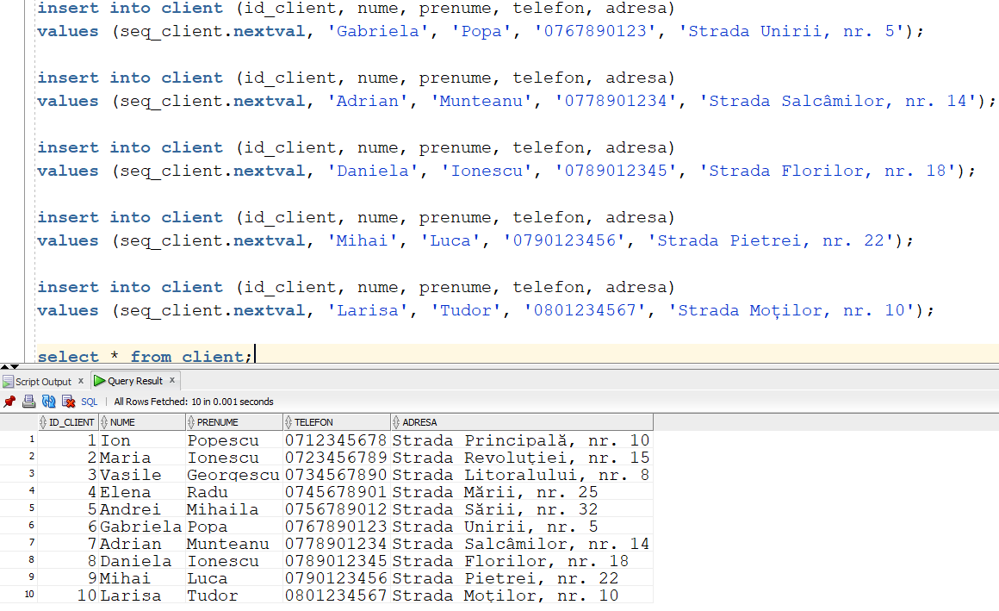 insert into client (id_client, nume, prenume, telefon, adresa)
values (seq_client.nextval, 'Gabriela', 'Popa', '0767890123', 'Strada Unirii, nr. 5');
insert into client (id_client, nume, prenume, telefon, adresa)
values (seq_client.nextval, 'Adrian', 'Munteanu', '0778901234', 'Strada Salcâmilor, nr. 14');
insert into client (id_client, nume, prenume, telefon, adresa)
values (seq_client.nextval, 'Daniela', 'Ionescu', '0789012345', 'Strada Florilor, nr. 18');
insert into client (id_client, nume, prenume, telefon, adresa)
values (seq_client.nextval, 'Mihai', 'Luca', '0790123456', 'Strada Pietrei, nr. 22');
insert into client (id_client, nume, prenume, telefon, adresa)
values (seq_client.nextval, 'Larisa', 'Tudor', '0801234567', 'Strada Moților, nr. 10');
select * from client;
Script Output x Query Result x
SQL | All Rows Fetched: 10 in 0.001 seconds
ID_CLIENT NUME PRENUME TELEFON ADRESA
1 1 Ion Popescu 0712345678 Strada Principală, nr. 10
2 2 Maria Ionescu 0723456789 Strada Revoluției, nr. 15
3 3 Vasile Georgescu 0734567890 Strada Litoralului, nr. 8
4 4 Elena Radu 0745678901 Strada Mării, nr. 25
5 5 Andrei Mihaila 0756789012 Strada Sării, nr. 32
6 6 Gabriela Popa 0767890123 Strada Unirii, nr. 5
7 7 Adrian Munteanu 0778901234 Strada Salcâmilor, nr. 14
8 8 Daniela Ionescu 0789012345 Strada Florilor, nr. 18
9 9 Mihai Luca 0790123456 Strada Pietrei, nr. 22
10 10 Larisa Tudor 0801234567 Strada Moților, nr. 10